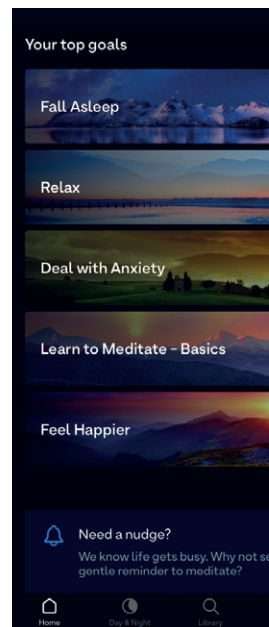 Your top goals
Fall Asleep
Relax
Deal with Anxiety
Learn to Meditate – Basics
Feel Happier
Need a nudge?
We know life gets busy. Why not se
gentle reminder to meditate?
Home Day & Night Library